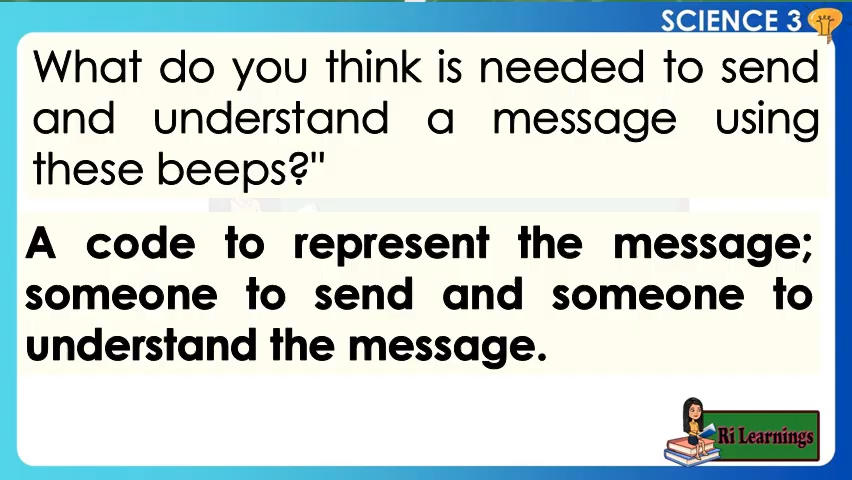 SCIENCE 3
What do you think is needed to send
and understand a message using
these beeps?"
A code to represent the message;
someone to send and someone to
understand the message.
Ri Learnings